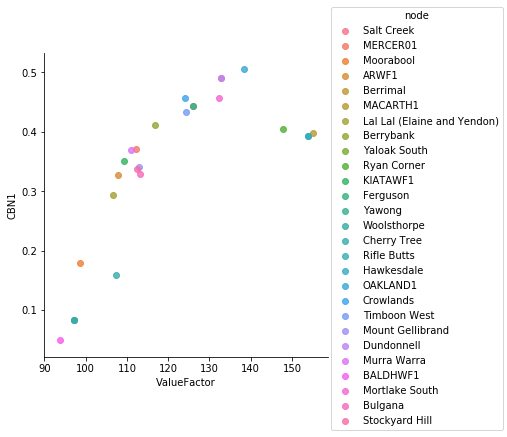 node
Salt Creek
MERCER01
Moorabool
ARWF1
Berrimal
MACARTH1
Lal Lal (Elaine and Yendon)
Berrybank
Yaloak South
Ryan Corner
KIATAWF1
Ferguson
Yawong
Woolsthorpe
Cherry Tree
Rifle Butts
Hawkesdale
OAKLAND1
Crowlands
Timboon West
Mount Gellibrand
Dundonnell
Murra Warra
BALDHWF1
Mortlake South
Bulgana
Stockyard Hill
CBN1
0.5
0.4
0.3
0.2
0.1
90 100 110 120 130 140 150
ValueFactor